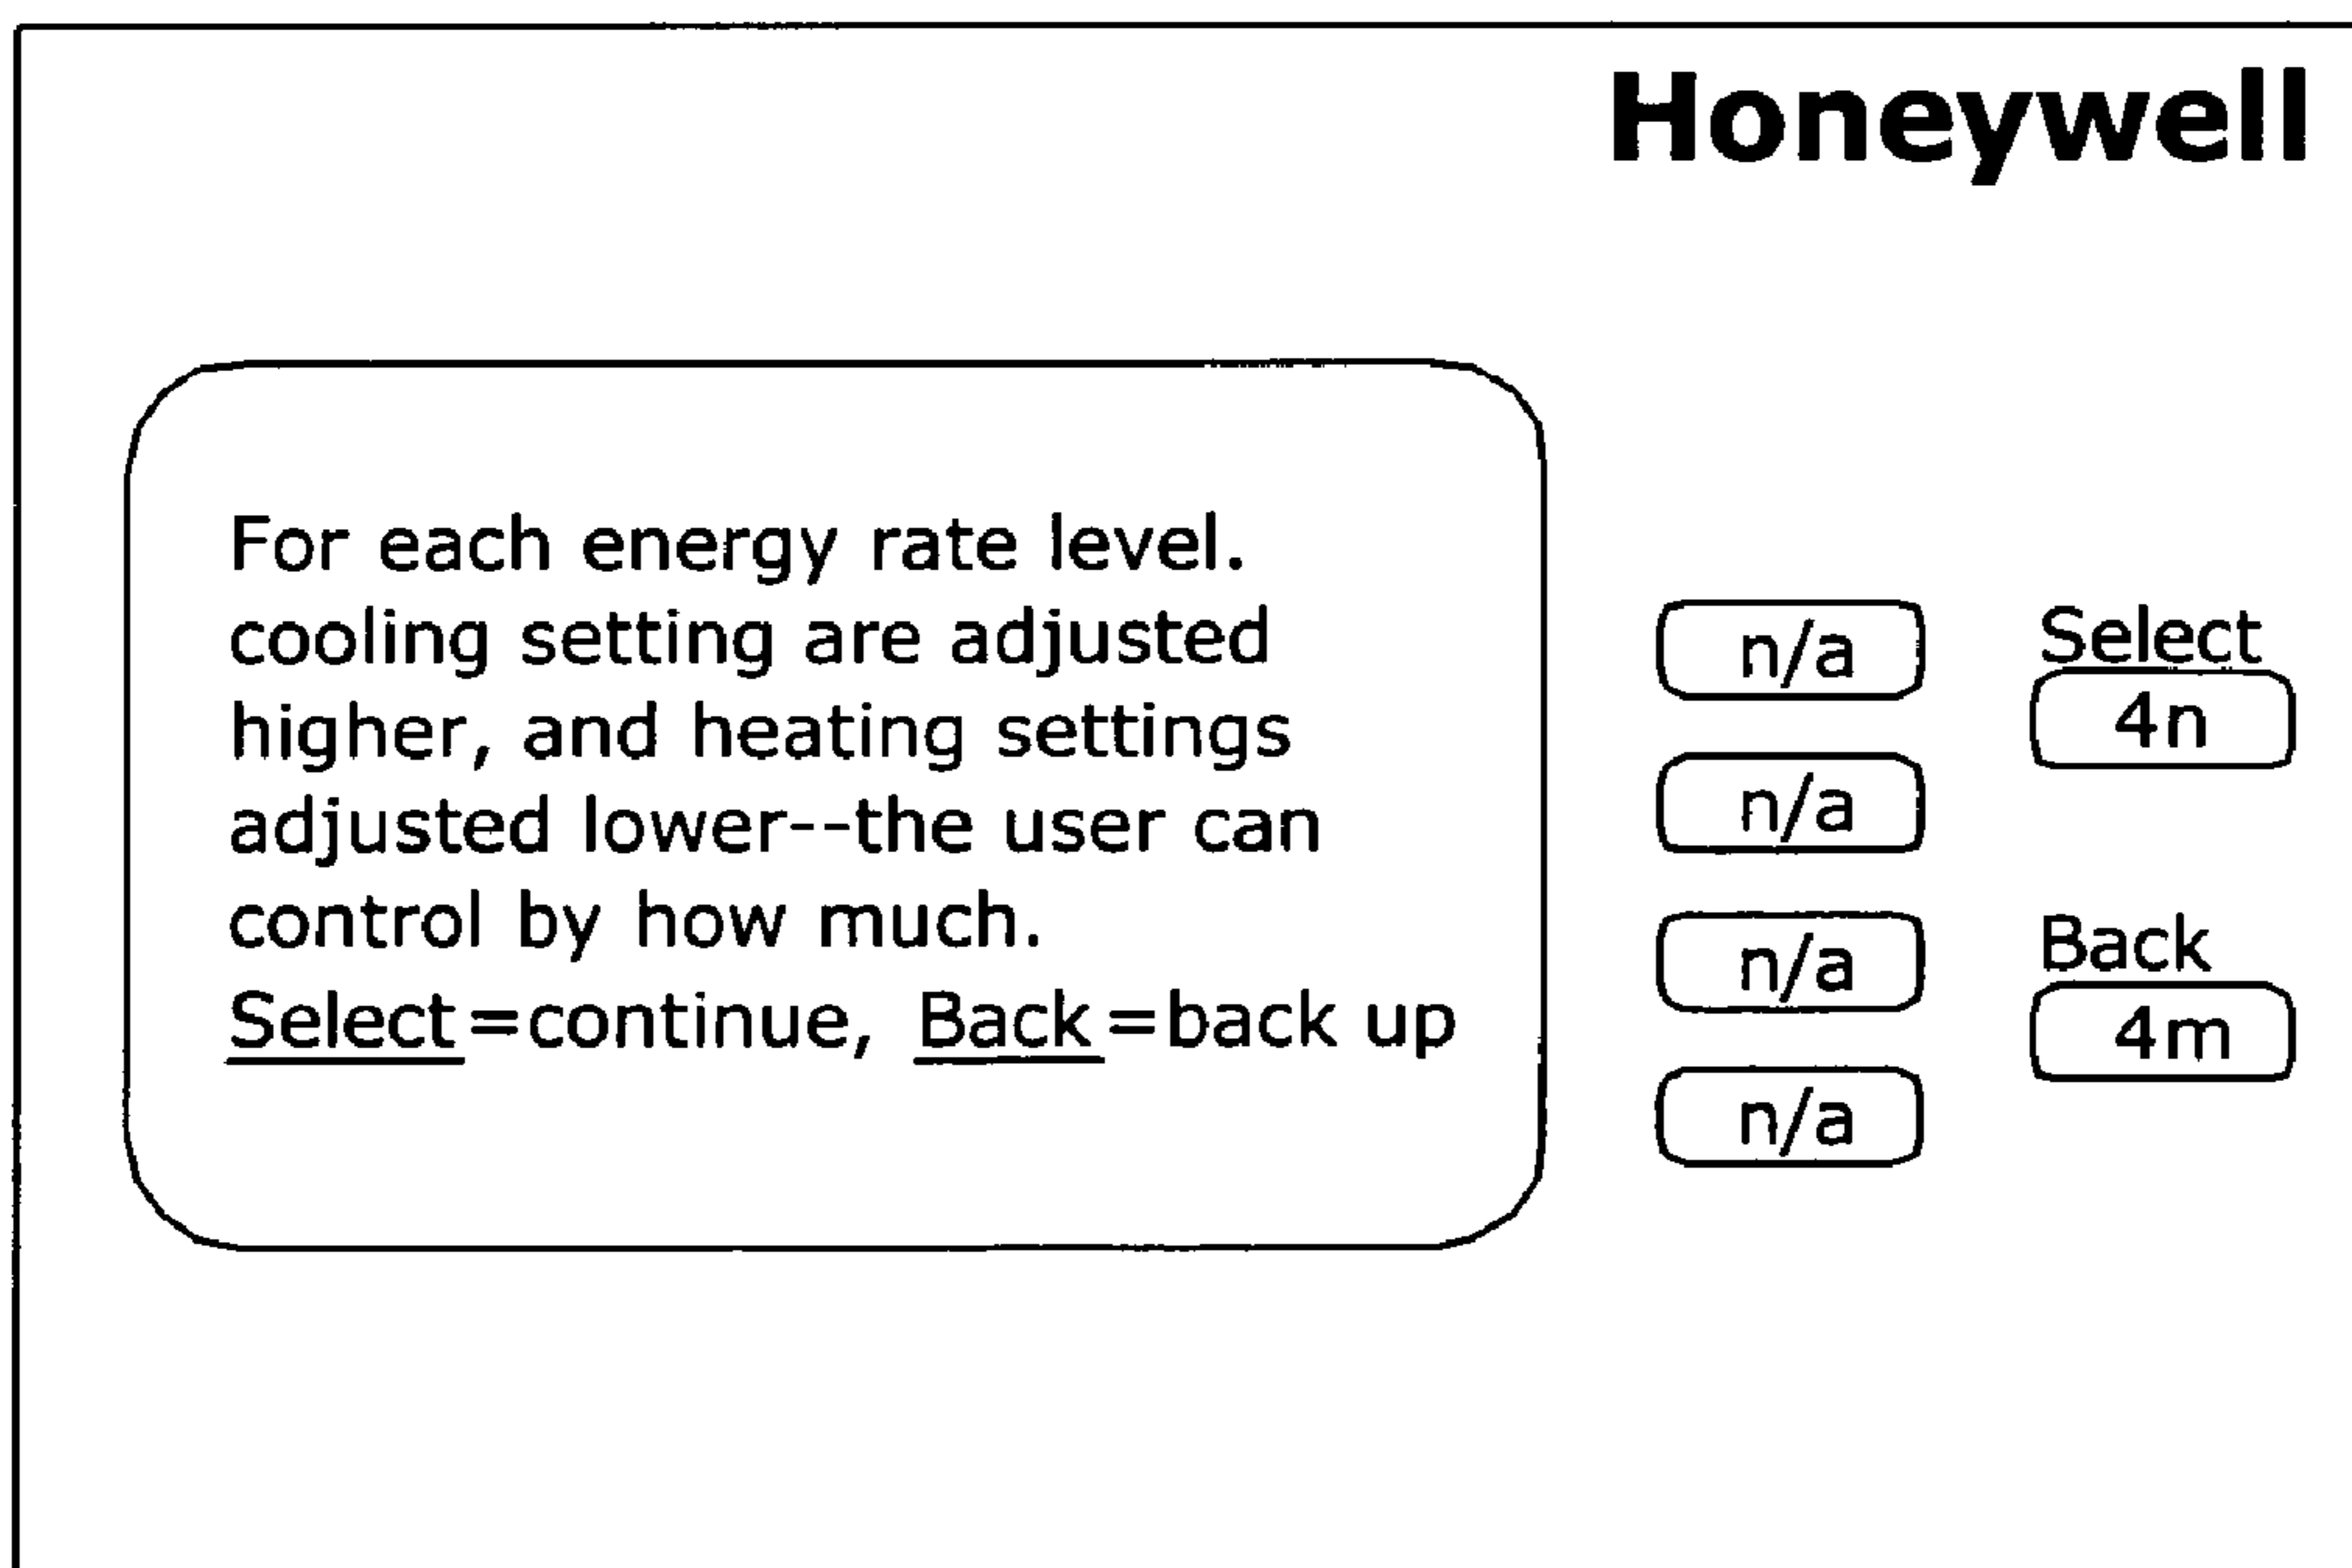 Honeywell
For each energy rate level.
cooling setting are adjusted
higher, and heating settings
adjusted lower--the user can
control by how much.
Select=continue, Back=back up
n/a
Select
4n
n/a
n/a
Back
4m
n/a